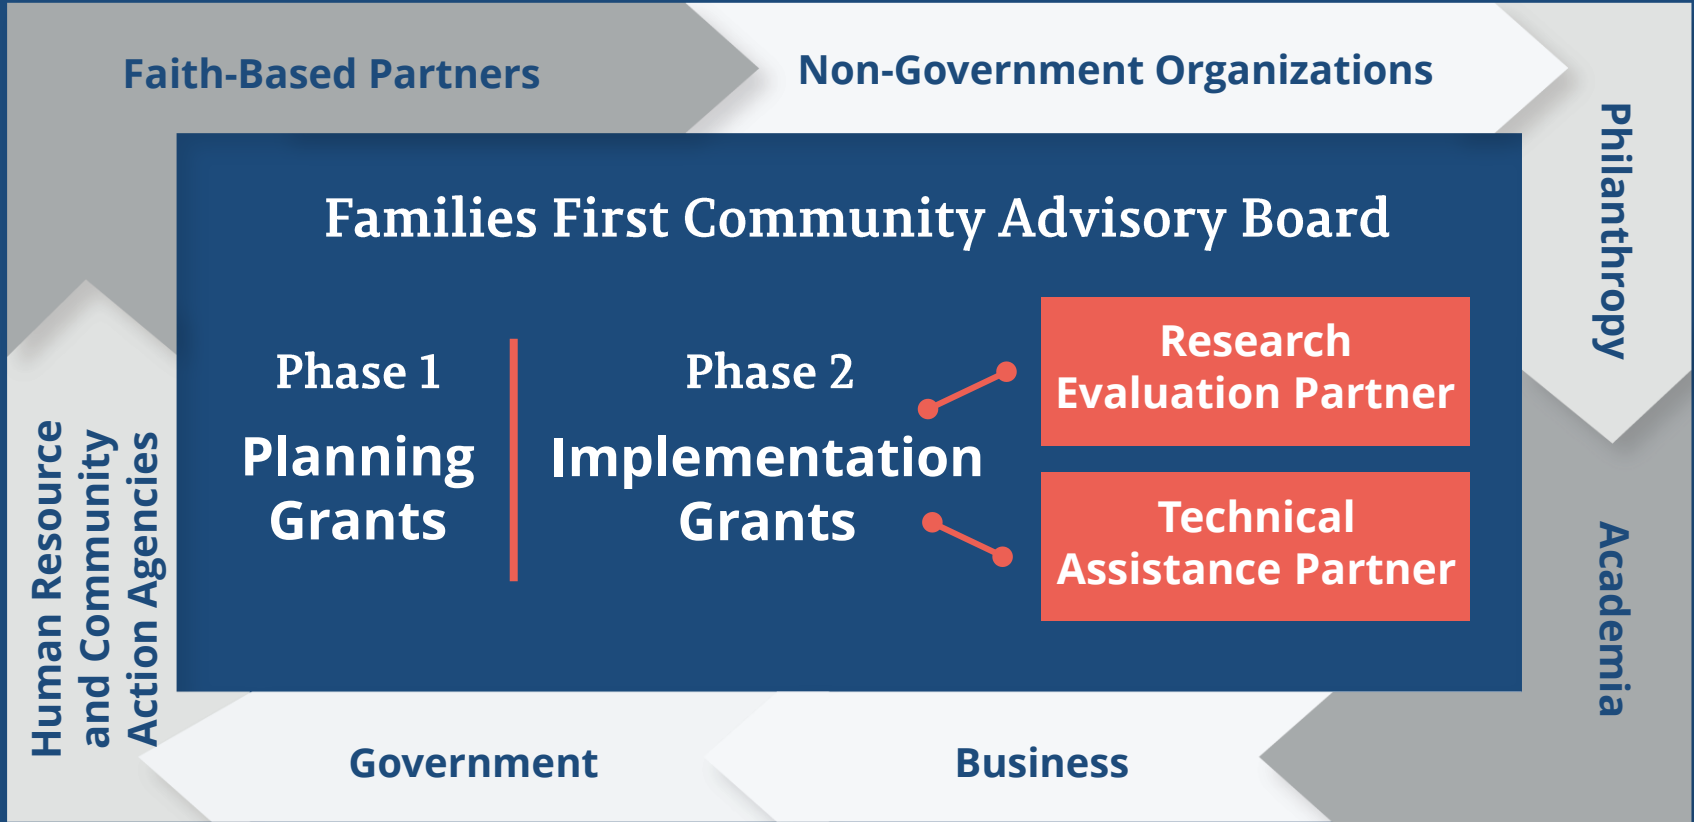 Faith-Based Partners
Non-Government Organizations
Philanthropy
Families First Community Advisory Board
Phase 1
Planning
Grants
Phase 2
Implementation
Grants
Research
Evaluation Partner
Technical
Assistance Partner
Academia
Business
Government
Human Resource
and Community
Action Agencies